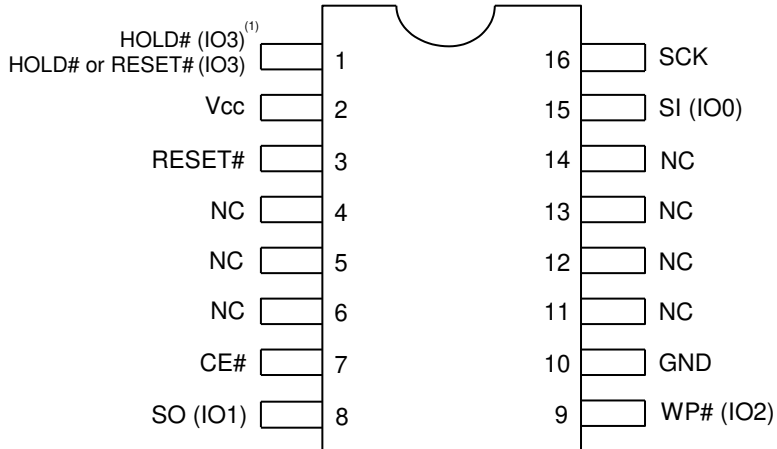 HOLD# (IO3)(1)
HOLD# or RESET# (IO3) 1 16 SCK
Vcc 2 15 SI (IO0)
RESET# 3 14 NC
NC 4 13 NC
NC 5 12 NC
NC 6 11 NC
CE# 7 10 GND
SO (IO1) 8 9 WP# (IO2)